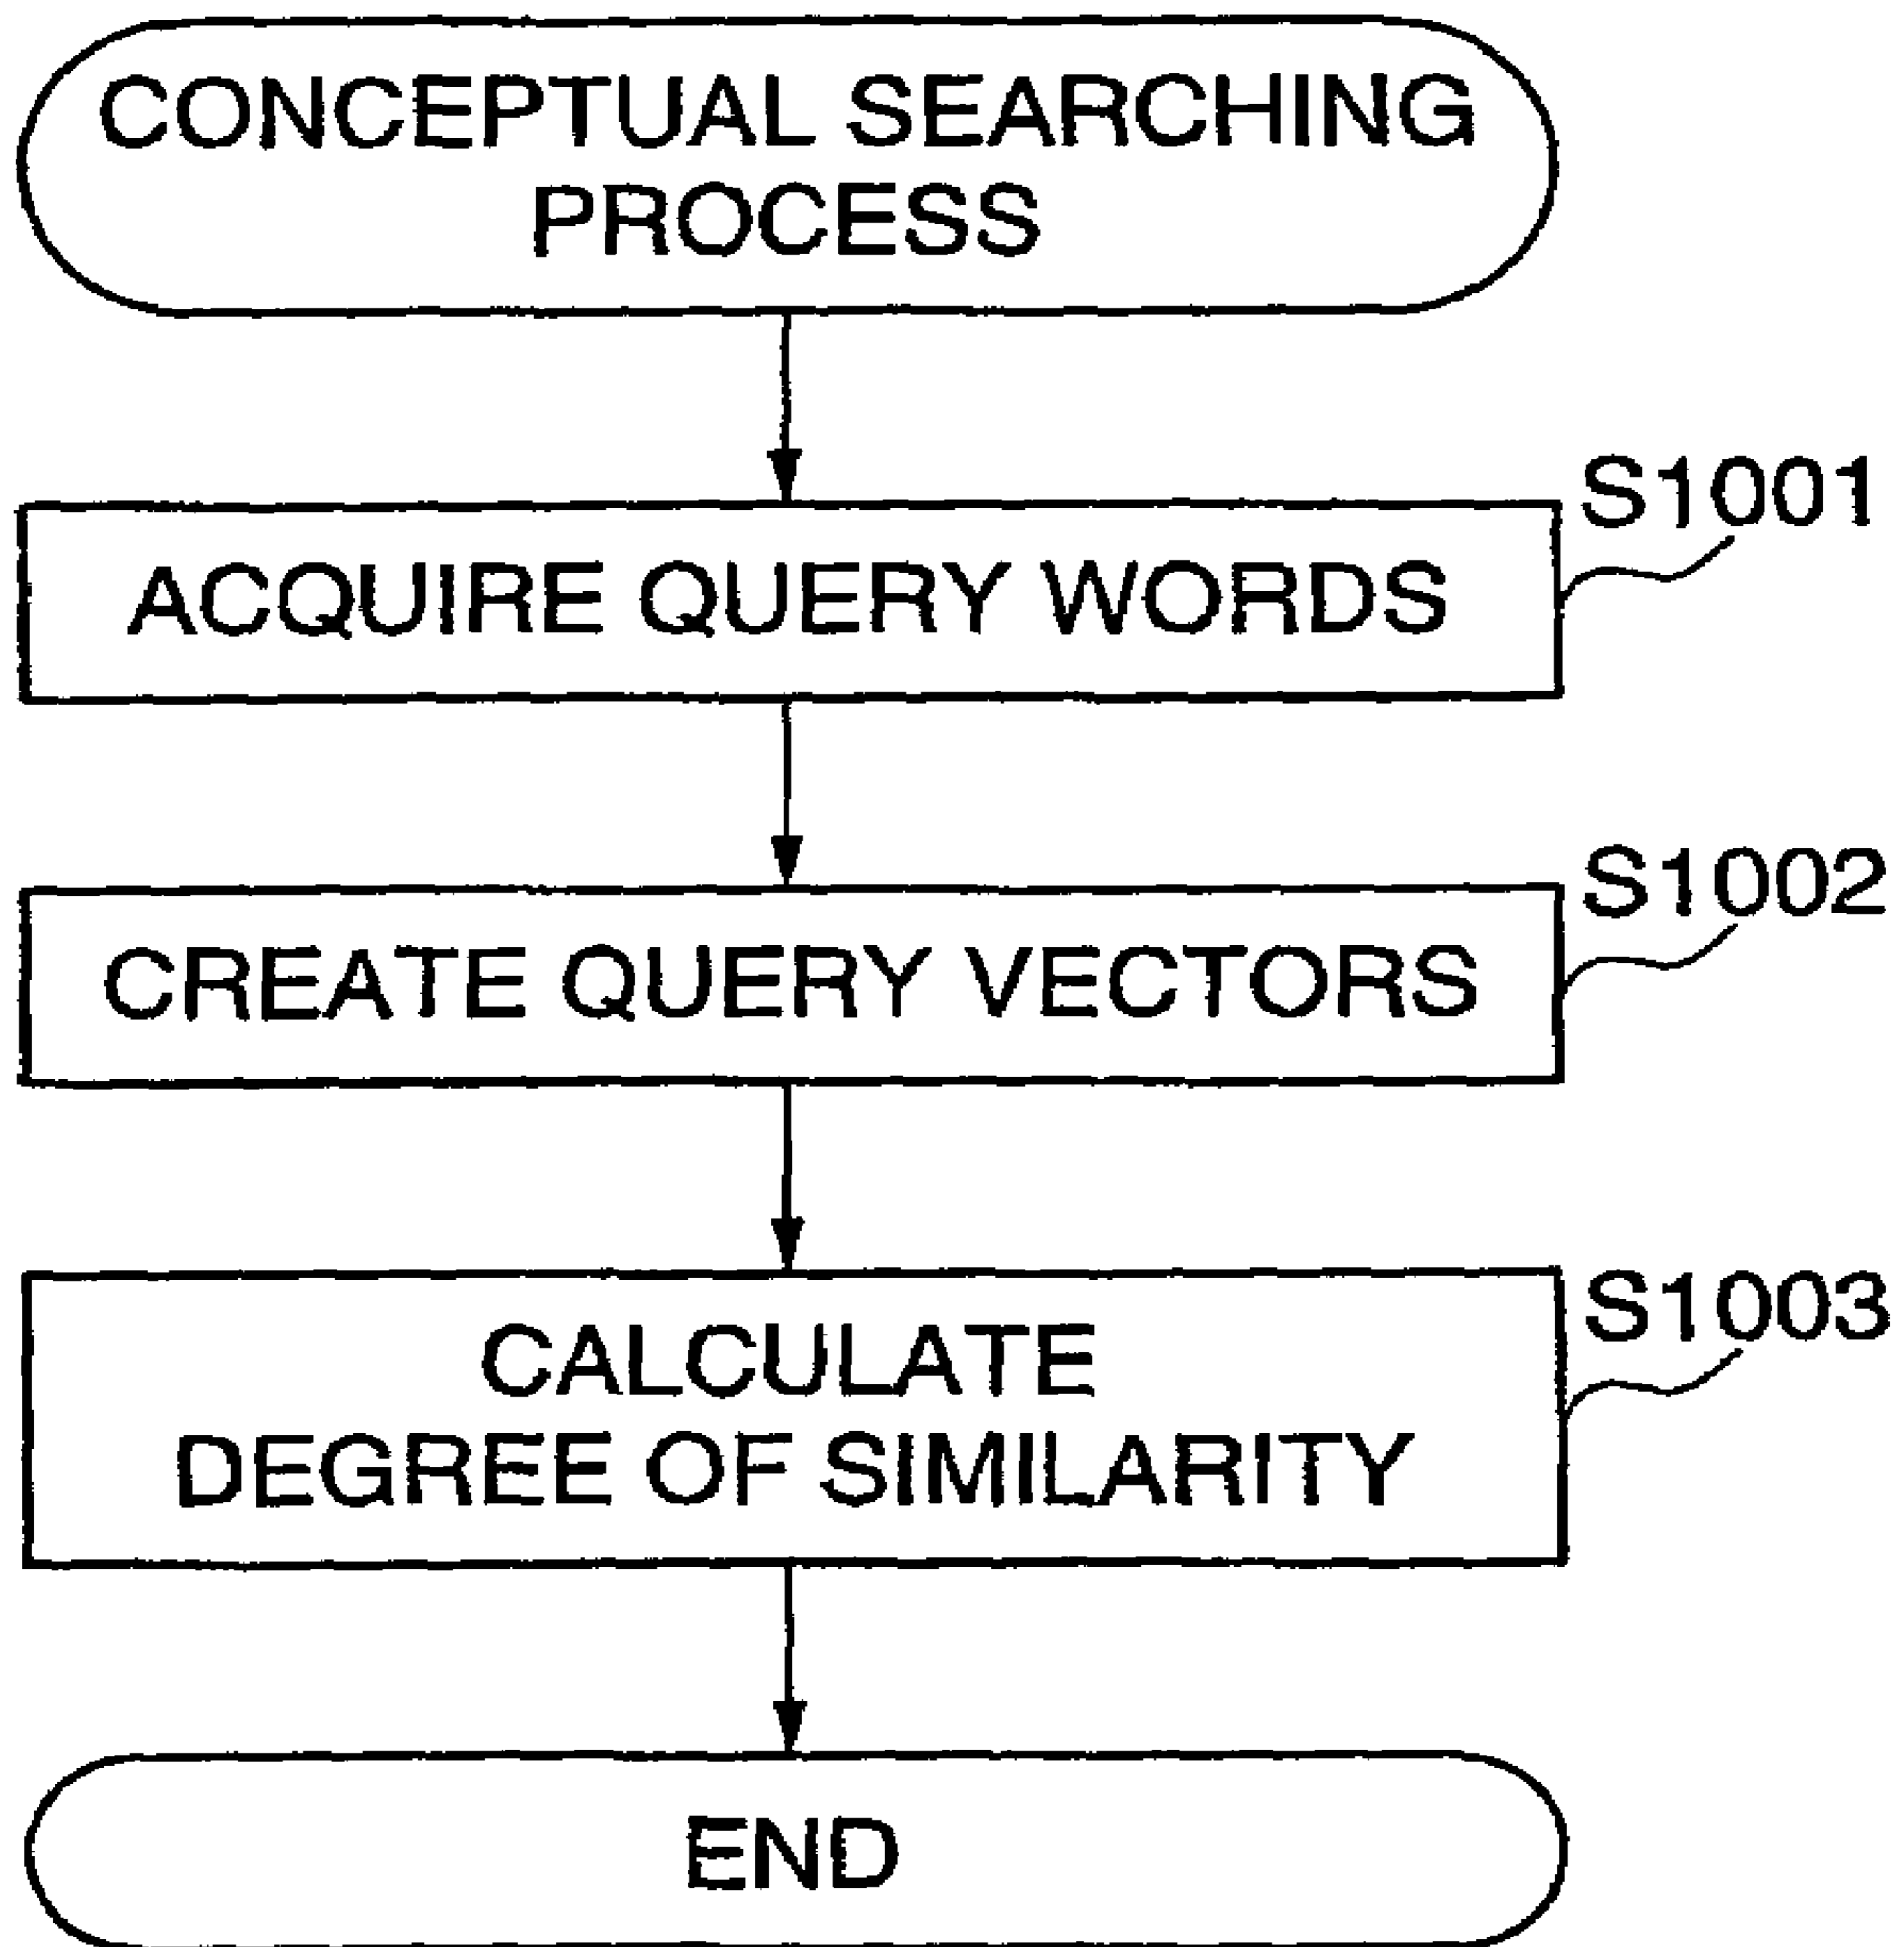 CONCEPTUAL SEARCHING
PROCESS
S1001
ACQUIRE QUERY WORDS
S1002
CREATE QUERY VECTORS
S1003
CALCULATE
DEGREE OF SIMILARITY
END